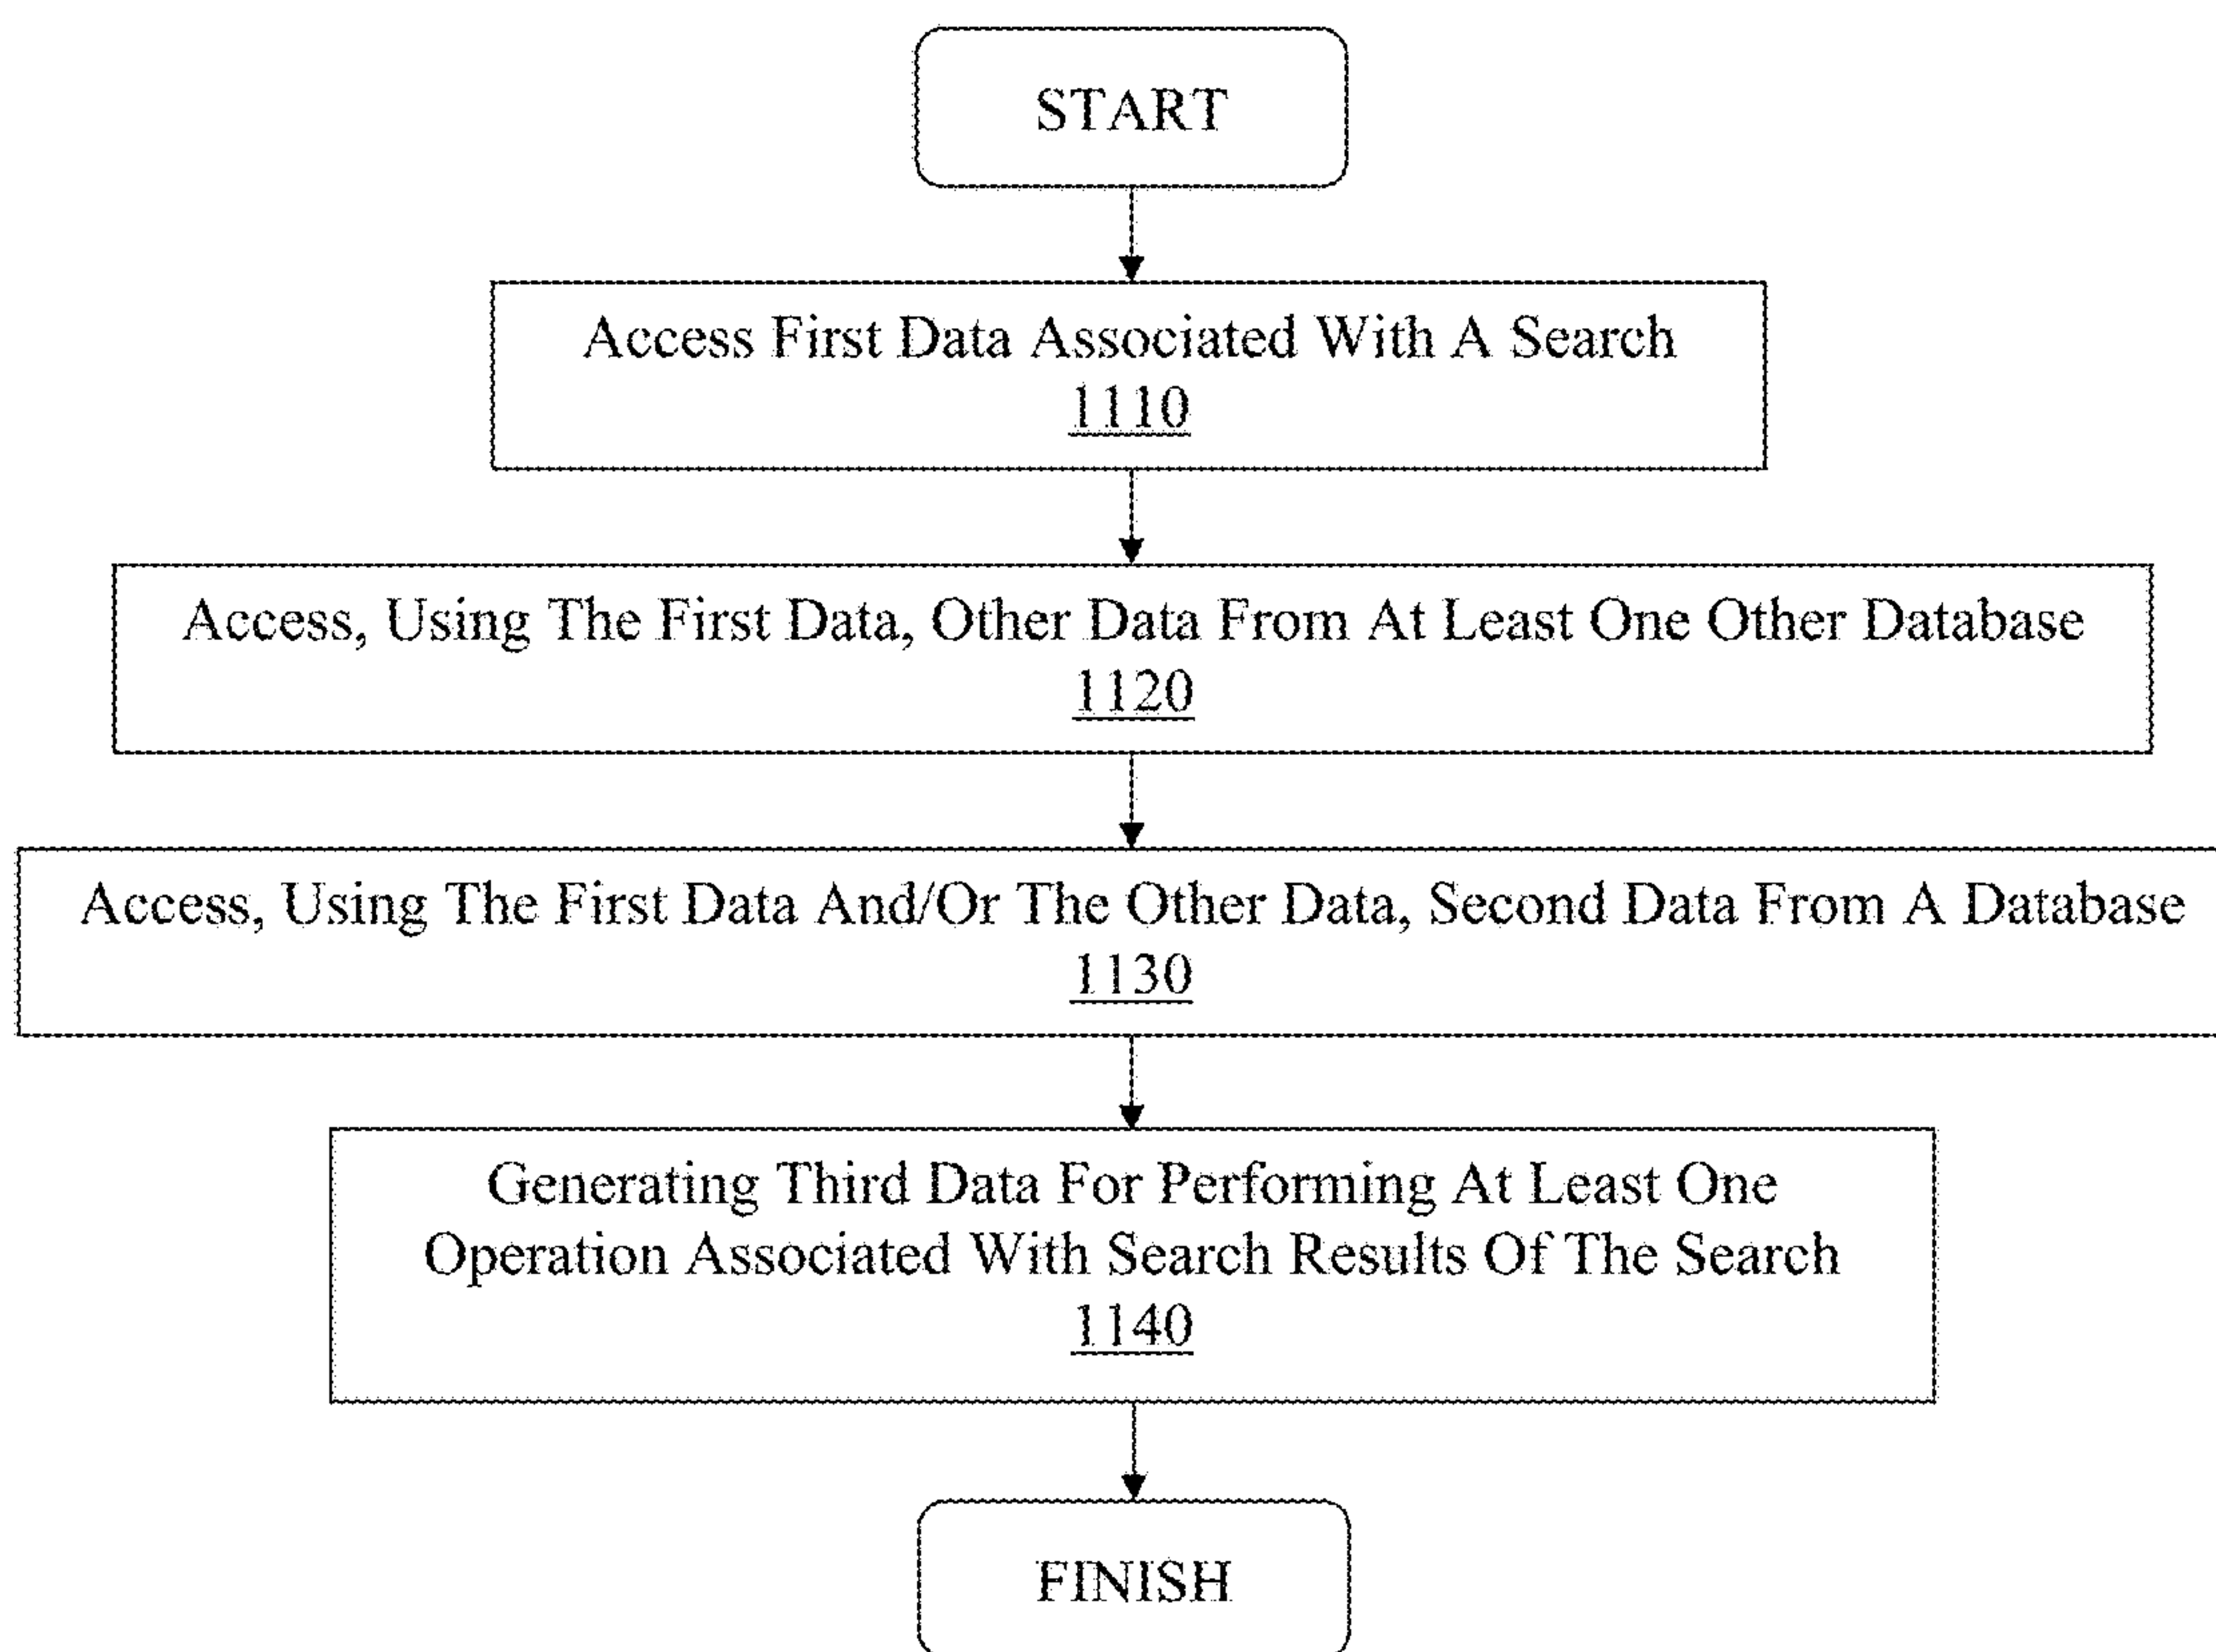 START
Access First Data Associated With A Search
1110
Access, Using The First Data, Other Data From At Least One Other Database
1120
Access, Using The First Data And/Or The Other Data, Second Data From A Database
1130
Generating Third Data For Performing At Least One
Operation Associated With Search Results Of The Search
1140
FINISH